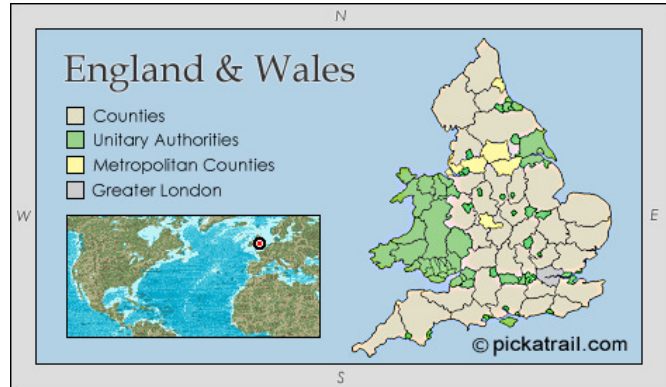 N
England & Wales
Counties
Unitary Authorities
Metropolitan Counties
Greater London
W
E
© pickatrail.com
S